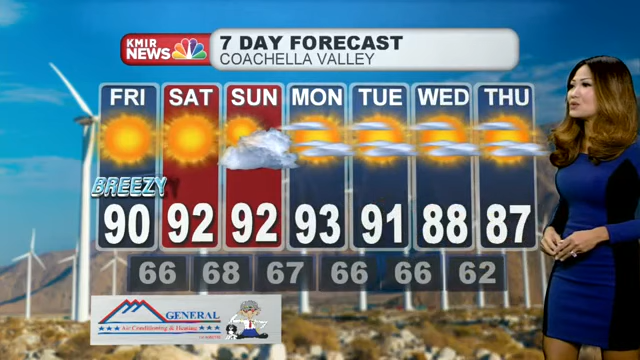 KMIR
NEWS
7 DAY FORECAST
COACHELLA VALLEY
FRI SAT SUN MON TUE WED THU
BREEZY
90 92 92 93 91 88 87
66 68 67 66 66 62
GENERAL
Air Conditioning & Heating